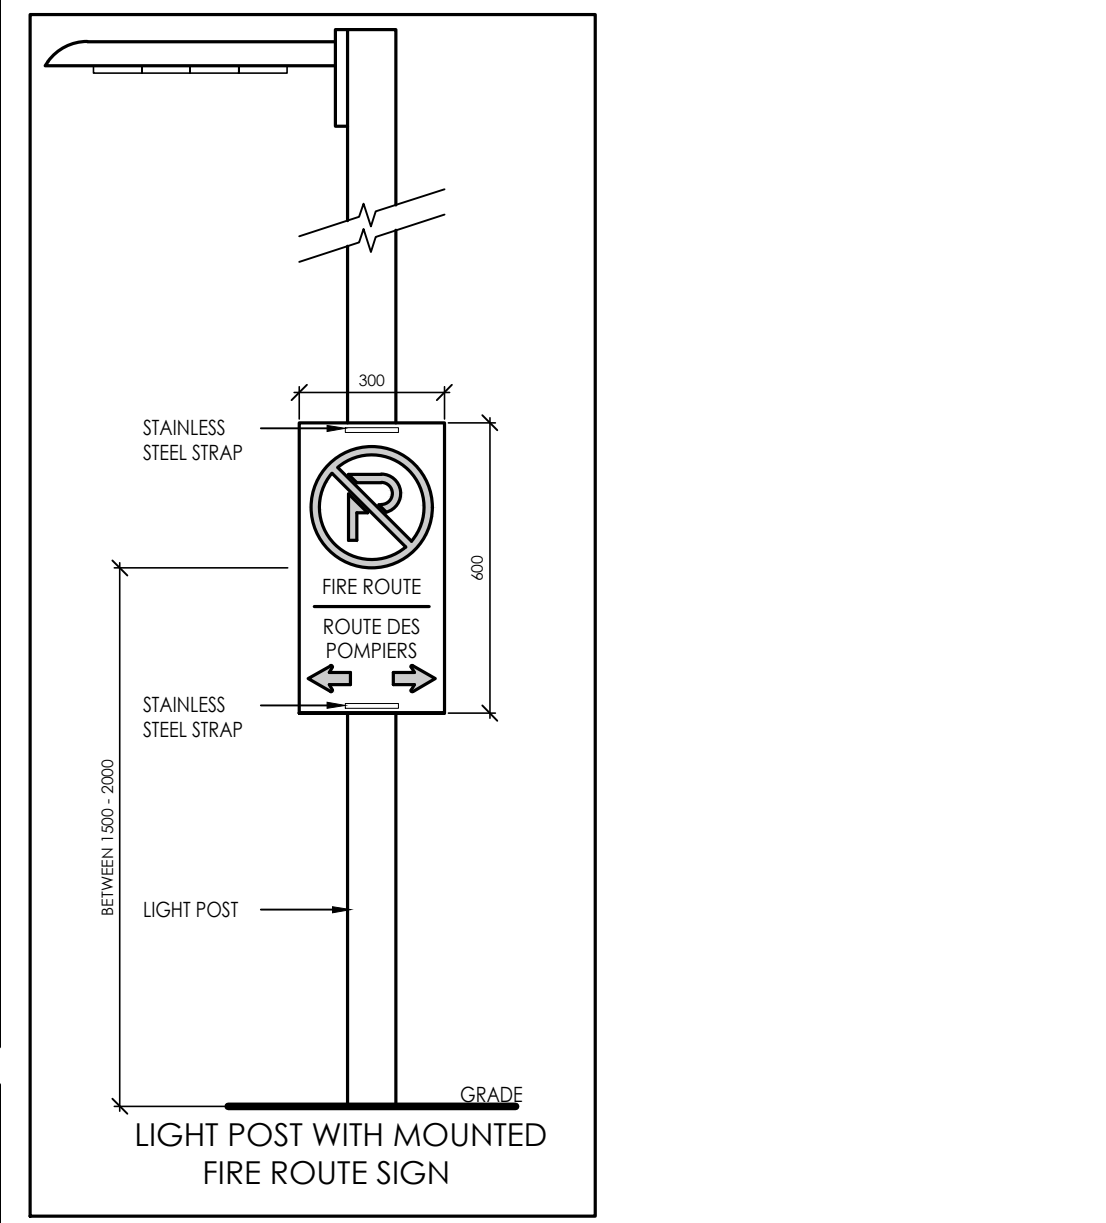 300
STAINLESS
STEEL STRAP
P
600
FIRE ROUTE
ROUTE DES
POMPIERS
STAINLESS
STEEL STRAP
BETWEEN 1500 - 2000
LIGHT POST
GRADE
LIGHT POST WITH MOUNTED
FIRE ROUTE SIGN